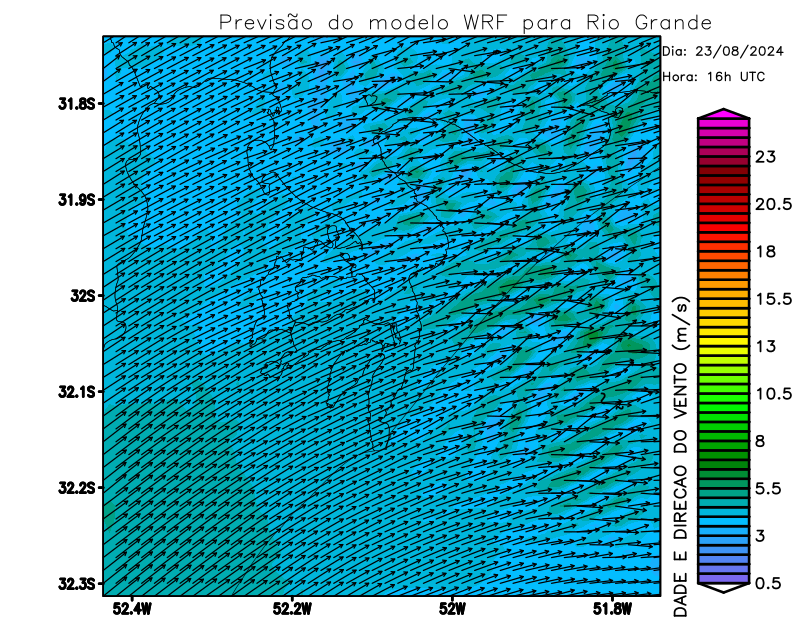 Previsão do modelo WRF para Rio Grande
Dia: 23/08/2024
Hora: 16h UTC
31.8S
31.9S
32S
32.1S
32.2S
32.3S
52.4W
52.2W
52W
51.8W
23
20.5
18
15.5
13
10.5
8
5.5
3
0.5
DADE E DIRECAO DO VENTO (m/s)